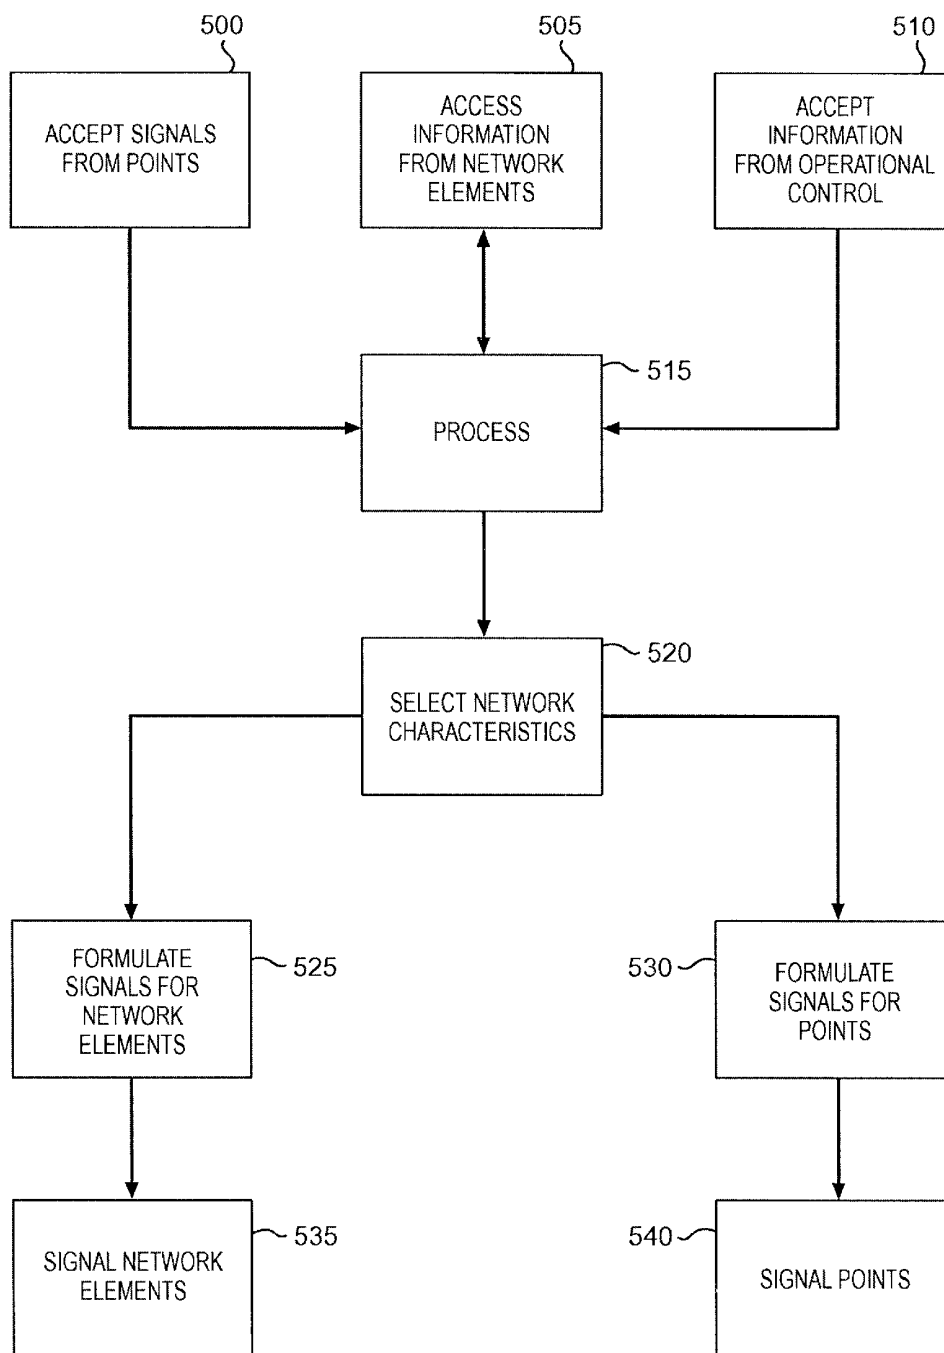 500
505
510
ACCEPT SIGNALS
FROM POINTS
ACCESS
INFORMATION
FROM NETWORK
ELEMENTS
ACCEPT
INFORMATION
FROM OPERATIONAL
CONTROL
515
PROCESS
520
SELECT NETWORK
CHARACTERISTICS
FORMULATE
SIGNALS FOR
NETWORK
ELEMENTS
525
530
FORMULATE
SIGNALS FOR
POINTS
SIGNAL NETWORK
ELEMENTS
535
540
SIGNAL POINTS